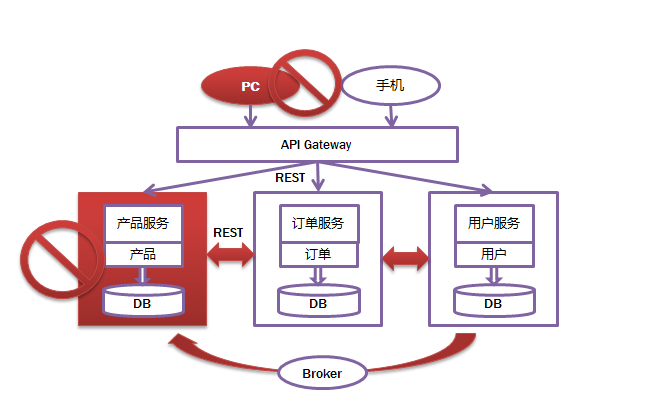 PC
手机
API Gateway
REST
产品服务
REST
订单服务
用户服务
产品
订单
用户
DB
DB
DB
Broker